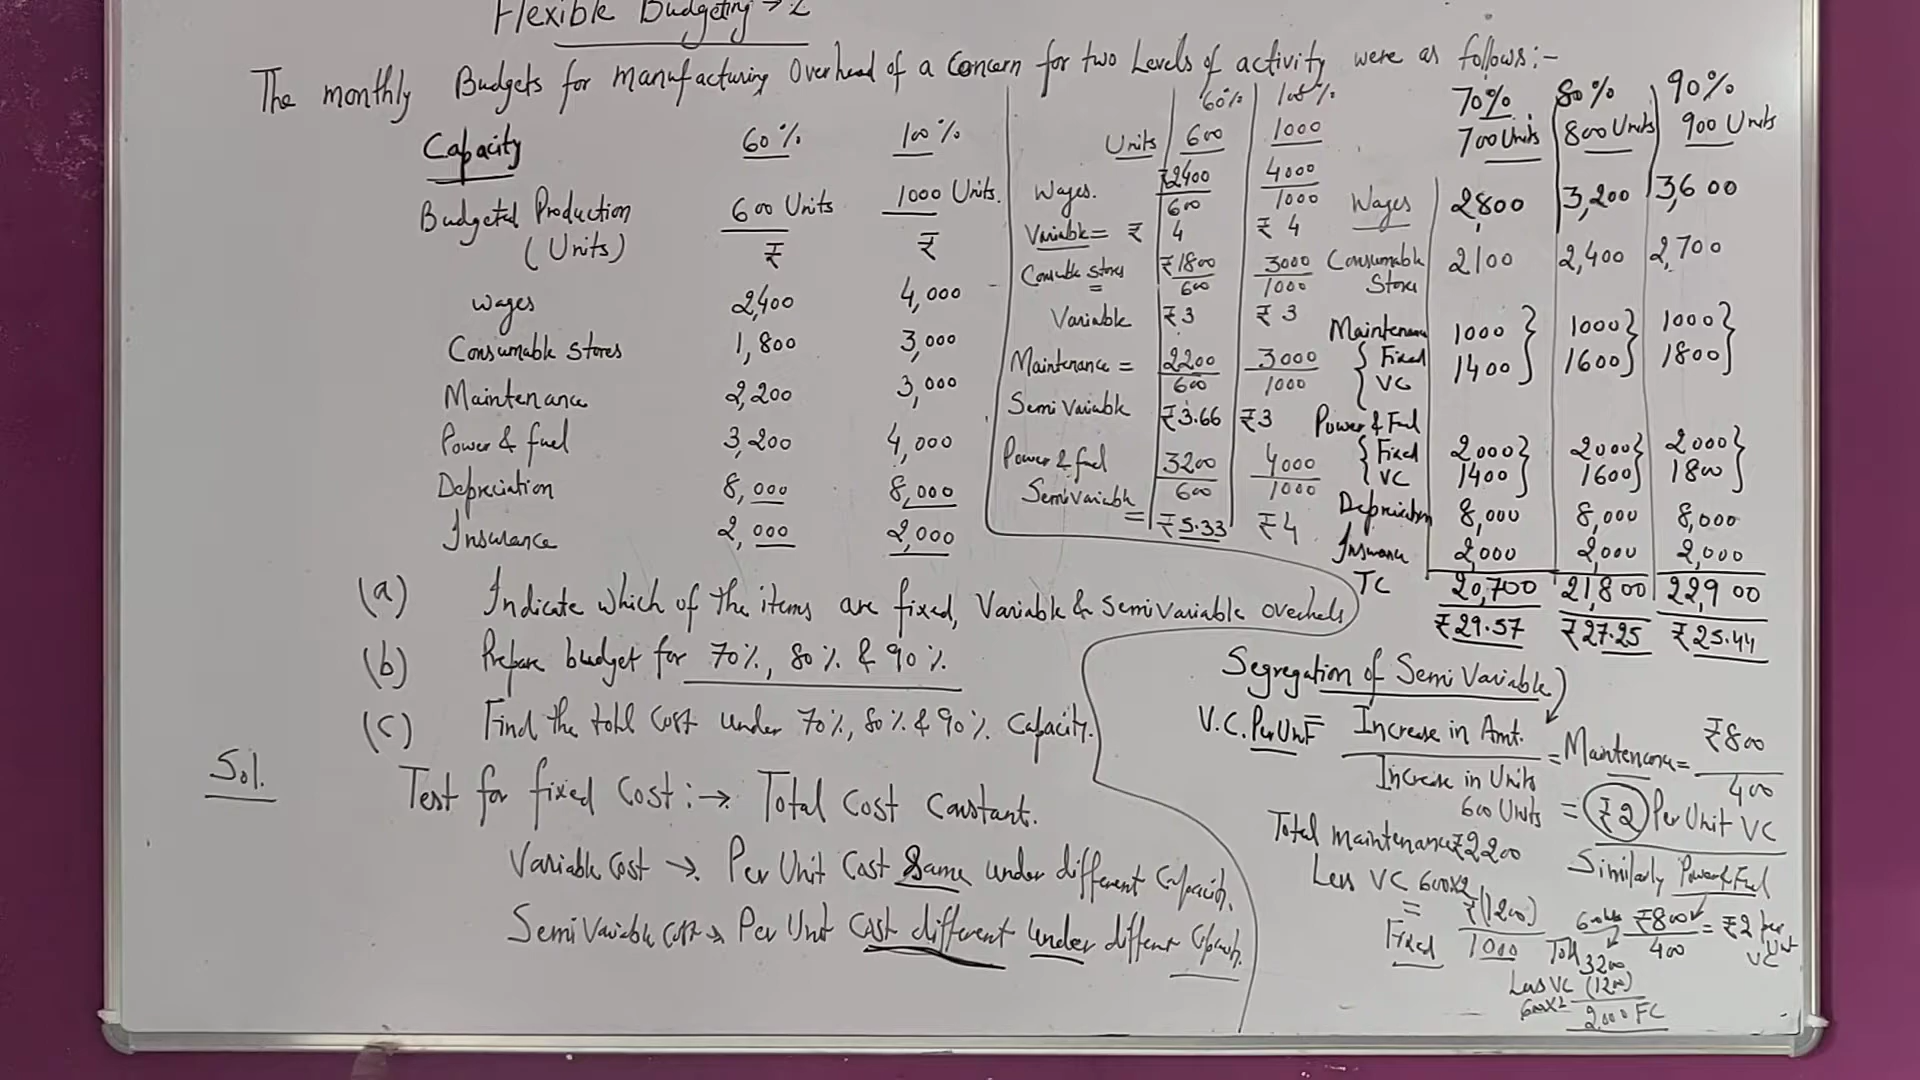 Flexible Budgeting → 2
The monthly Budgets for manufacturing Overhead of a Concern for two Levels of activity were as follows:-
Capacity 60% 100%
Budgeted Production 600 Units 1000 Units.
(Units) ₹ ₹
Wages 2,400 4,000
Consumable Stores 1,800 3,000
Maintenance 2,200 3,000
Power & fuel 3,200 4,000
Depreciation 8,000 8,000
Insurance 2,000 2,000
(a) Indicate which of the items are fixed, Variable & Semi Variable
(b) Prepare budget for 70%, 80% & 90%
(c) Find the total Cost under 70%, 80% & 90% Capacity.
Sol.
Test for fixed Cost :→ Total Cost Constant.
Variable Cost → Per Unit Cost Same under different
Semi Variable Cost → Per Unit Cost different under different
60% 100%
Units 600 1000
Wages. ₹2400 4000
600 1000
Variable = ₹ 4 ₹ 4
Stores ₹1800 3000
= 600 1000
Variable ₹3 ₹3
Maintenance = 2200 3000
600 1000
Semi Variable ₹3.66 ₹3
Power & fuel 3200 4000
600 1000
Semi Variable
= ₹5.33 ₹4
70% 80% 90%
700 Units 800 Units 900 Units
Wages 2,800 3,200 3,600
Consumable 2100 2,400 2,700
Stores
Maintenance
Fixed 1000 1000 1000
VC 1400 1600 1800
Power & Fuel
Fixed 2000 2000 2000
VC 1400 1600 1800
Depreciation 8,000 8,000 8,000
Insurance 2,000 2,000 2,000
TC 20,700 21,800 22,900
₹29.57 ₹27.25 ₹25.44
Segregation of Semi Variable
V.C. Per Unit = Increase in Amt. = Maintenance = ₹800
Increase in Units 400
600 Units = ₹2 Per Unit VC
Total maintenance ₹2200
Less VC 600x2
= ₹(1200)
Fixed 1000
Similarly Power & Fuel
₹800 = ₹2 per
400 Unit
VC
3200
Less VC (1200)
600x2
2000 FC